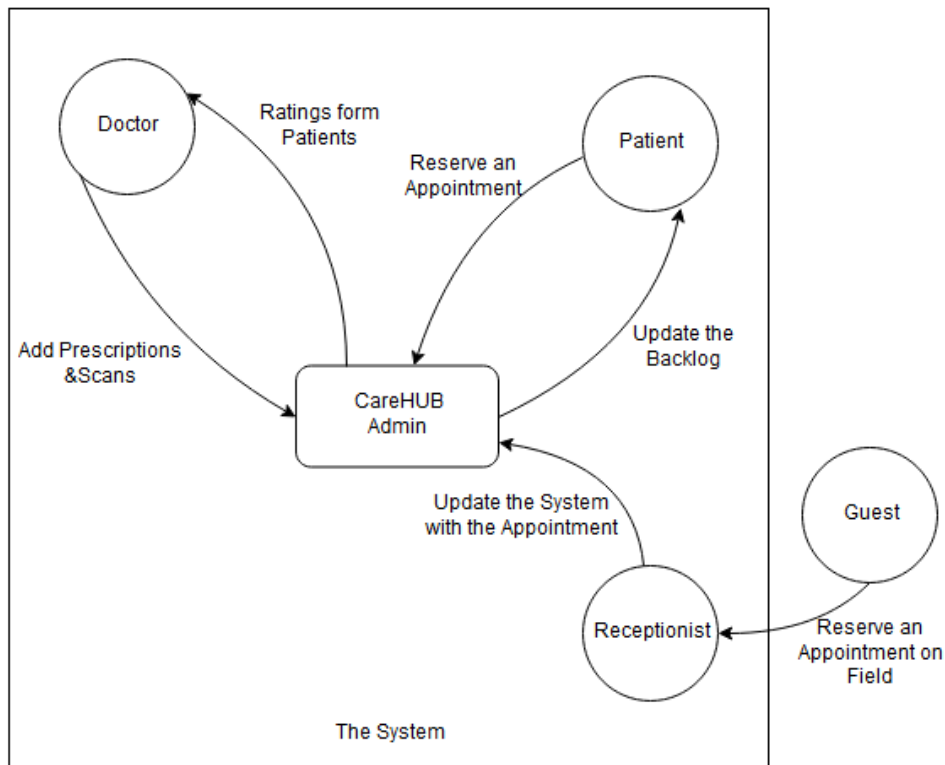 Doctor
Ratings form
Patients
Patient
Reserve an
Appointment
Add Prescriptions
&Scans
Update the
Backlog
CareHUB
Admin
Update the System
with the Appointment
Guest
Receptionist
Reserve an
Appointment on
Field
The System